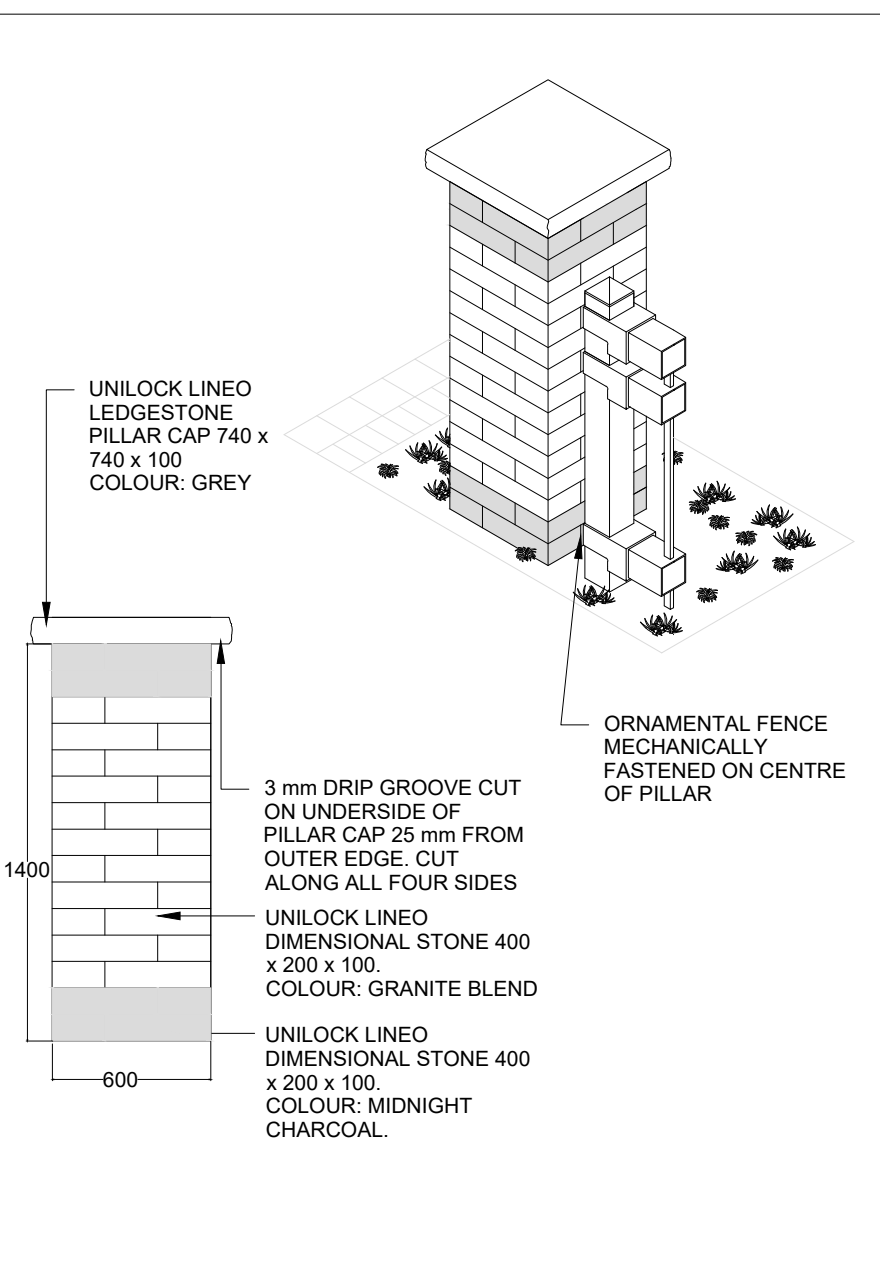 UNILOCK LINEO
LEDGESTONE
PILLAR CAP 740 x
740 x 100
COLOUR: GREY
ORNAMENTAL FENCE
MECHANICALLY
FASTENED ON CENTRE
OF PILLAR
3 mm DRIP GROOVE CUT
ON UNDERSIDE OF
PILLAR CAP 25 mm FROM
OUTER EDGE. CUT
ALONG ALL FOUR SIDES
1400
UNILOCK LINEO
DIMENSIONAL STONE 400
x 200 x 100.
COLOUR: GRANITE BLEND
UNILOCK LINEO
DIMENSIONAL STONE 400
x 200 x 100.
COLOUR: MIDNIGHT
CHARCOAL.
600